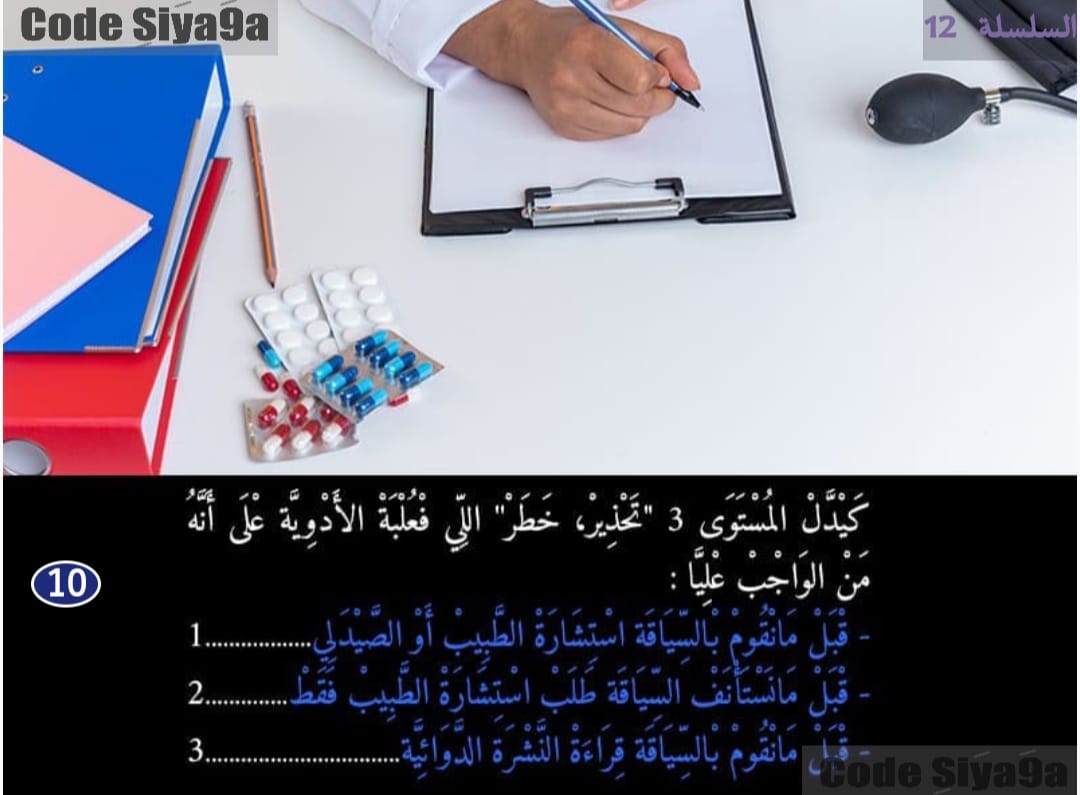 Code Siya9a
السلسلة 12
كَيْدَّلْ المُسْتَوَى 3 "تَحْذِيرْ، خَطَرْ" اللِّي فْعُلْبَةْ الأَدْوِيَّة عْلَى أَنَّهُ
مَنْ الوَاجْبْ عْلِيَّا :
10
- قْبَلْ مَانْقُومْ بْالسِّيَاقَة اسْتِشَارَةْ الطَّبِيبْ أَو الصَّيْدَلِي.................1
- قْبَلْ مَانَسْتَأْنَفْ السِّيَاقَة طَلَبْ اسْتِشَارَةْ الطَّبِيبْ فَقَطْ..............2
- قْبَلْ مَانْقُومْ بْالسِّيَاقَة قِرَاءَةْ النَّشْرَة الدَّوَائِيَّة...............................3
Code Siya9a